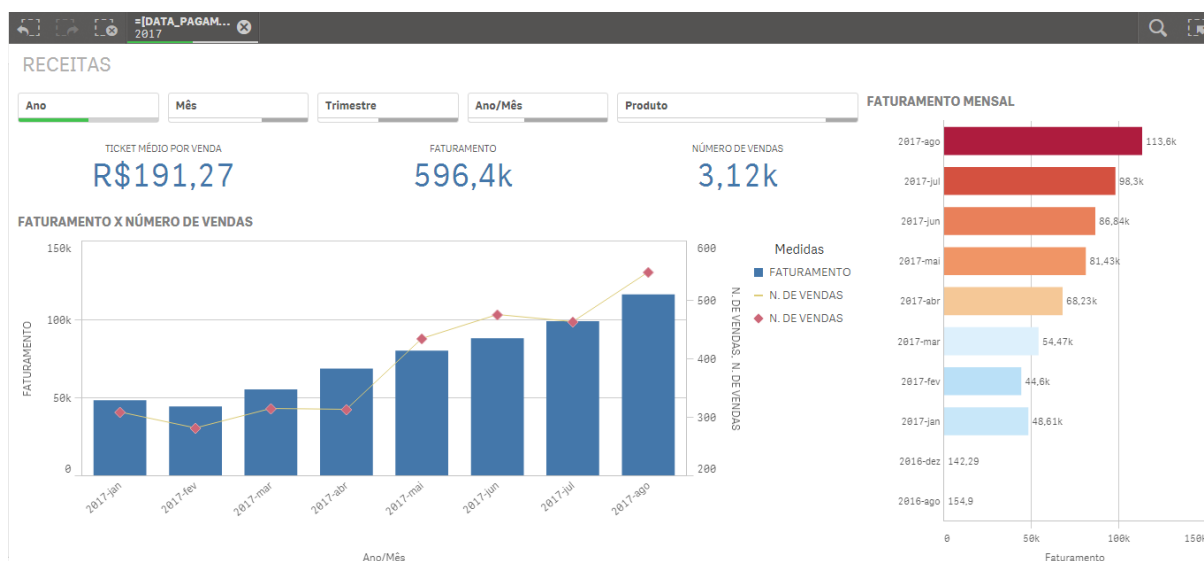 =[DATA_PAGAM...
2017
RECEITAS
Ano
Mês
Trimestre
Ano/Mês
Produto
TICKET MÉDIO POR VENDA
R$191,27
FATURAMENTO
596,4k
NÚMERO DE VENDAS
3,12k
FATURAMENTO X NÚMERO DE VENDAS
FATURAMENTO
150k
100k
50k
0
600
500
400
300
200
N. DE VENDAS, N. DE VENDAS
2017-jan
2017-fev
2017-mar
2017-abr
2017-mai
2017-jun
2017-jul
2017-ago
Ano/Mês
Medidas
FATURAMENTO
N. DE VENDAS
N. DE VENDAS
FATURAMENTO MENSAL
2017-ago 113,6k
2017-jul 98,3k
2017-jun 86,84k
2017-mai 81,43k
2017-abr 68,23k
2017-mar 54,47k
2017-fev 44,6k
2017-jan 48,61k
2016-dez 142,29
2016-ago 154,9
0 50k 100k 150k
Faturamento